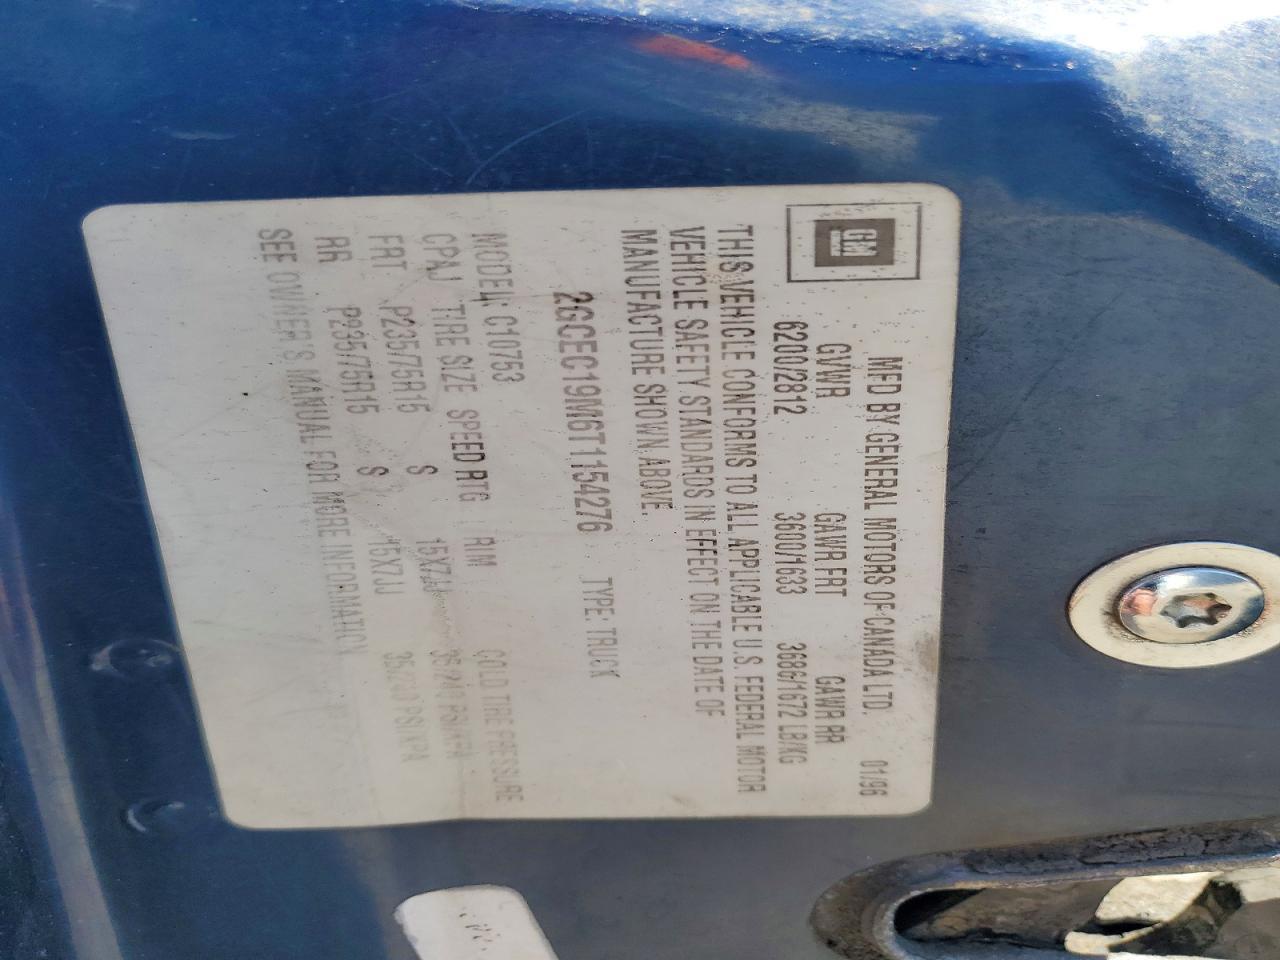 GM
MFD BY GENERAL MOTORS OF CANADA LTD. 01/96
GVWR GAWR FRT GAWR RR
6200/2812 3600/1633 3686/1672 LB/KG
THIS VEHICLE CONFORMS TO ALL APPLICABLE U.S. FEDERAL MOTOR
VEHICLE SAFETY STANDARDS IN EFFECT ON THE DATE OF
MANUFACTURE SHOWN ABOVE.
2GCEC19M6T1154276 TYPE: TRUCK
MODEL: C10753
CPAJ TIRE SIZE SPEED RTG RIM COLD TIRE PRESSURE
FRT P235/75R15 S 15X7JJ 35/240 PSI/KPA
RR P235/75R15 S 15X7JJ 35/240 PSI/KPA
SEE OWNER'S MANUAL FOR MORE INFORMATION